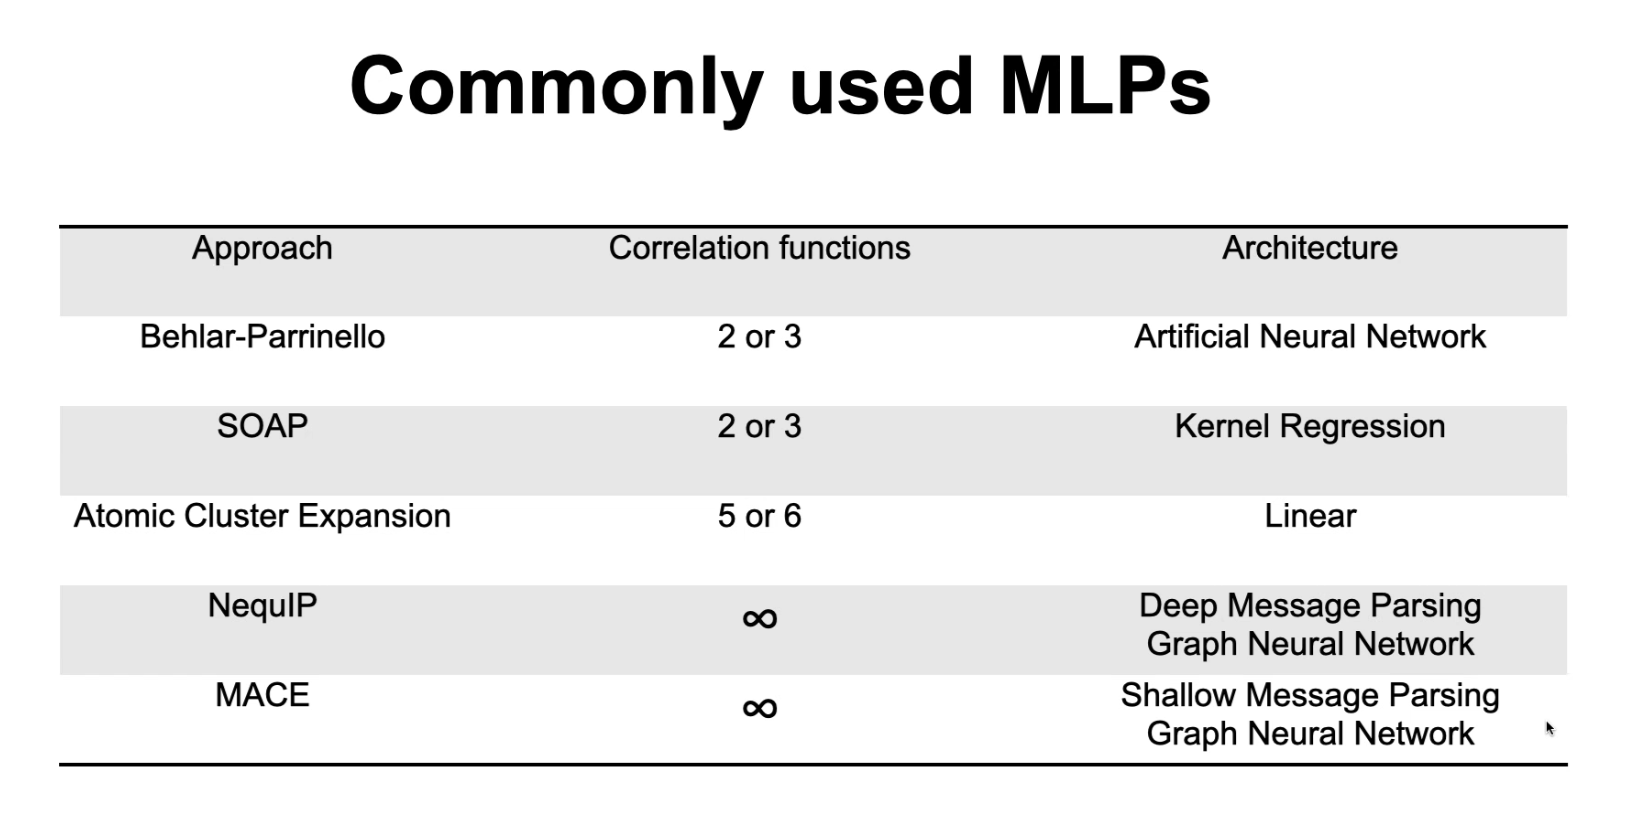 Commonly used MLPs
Approach Correlation functions Architecture
Behlar-Parrinello 2 or 3 Artificial Neural Network
SOAP 2 or 3 Kernel Regression
Atomic Cluster Expansion 5 or 6 Linear
NequIP ∞ Deep Message Parsing
Graph Neural Network
MACE ∞ Shallow Message Parsing
Graph Neural Network